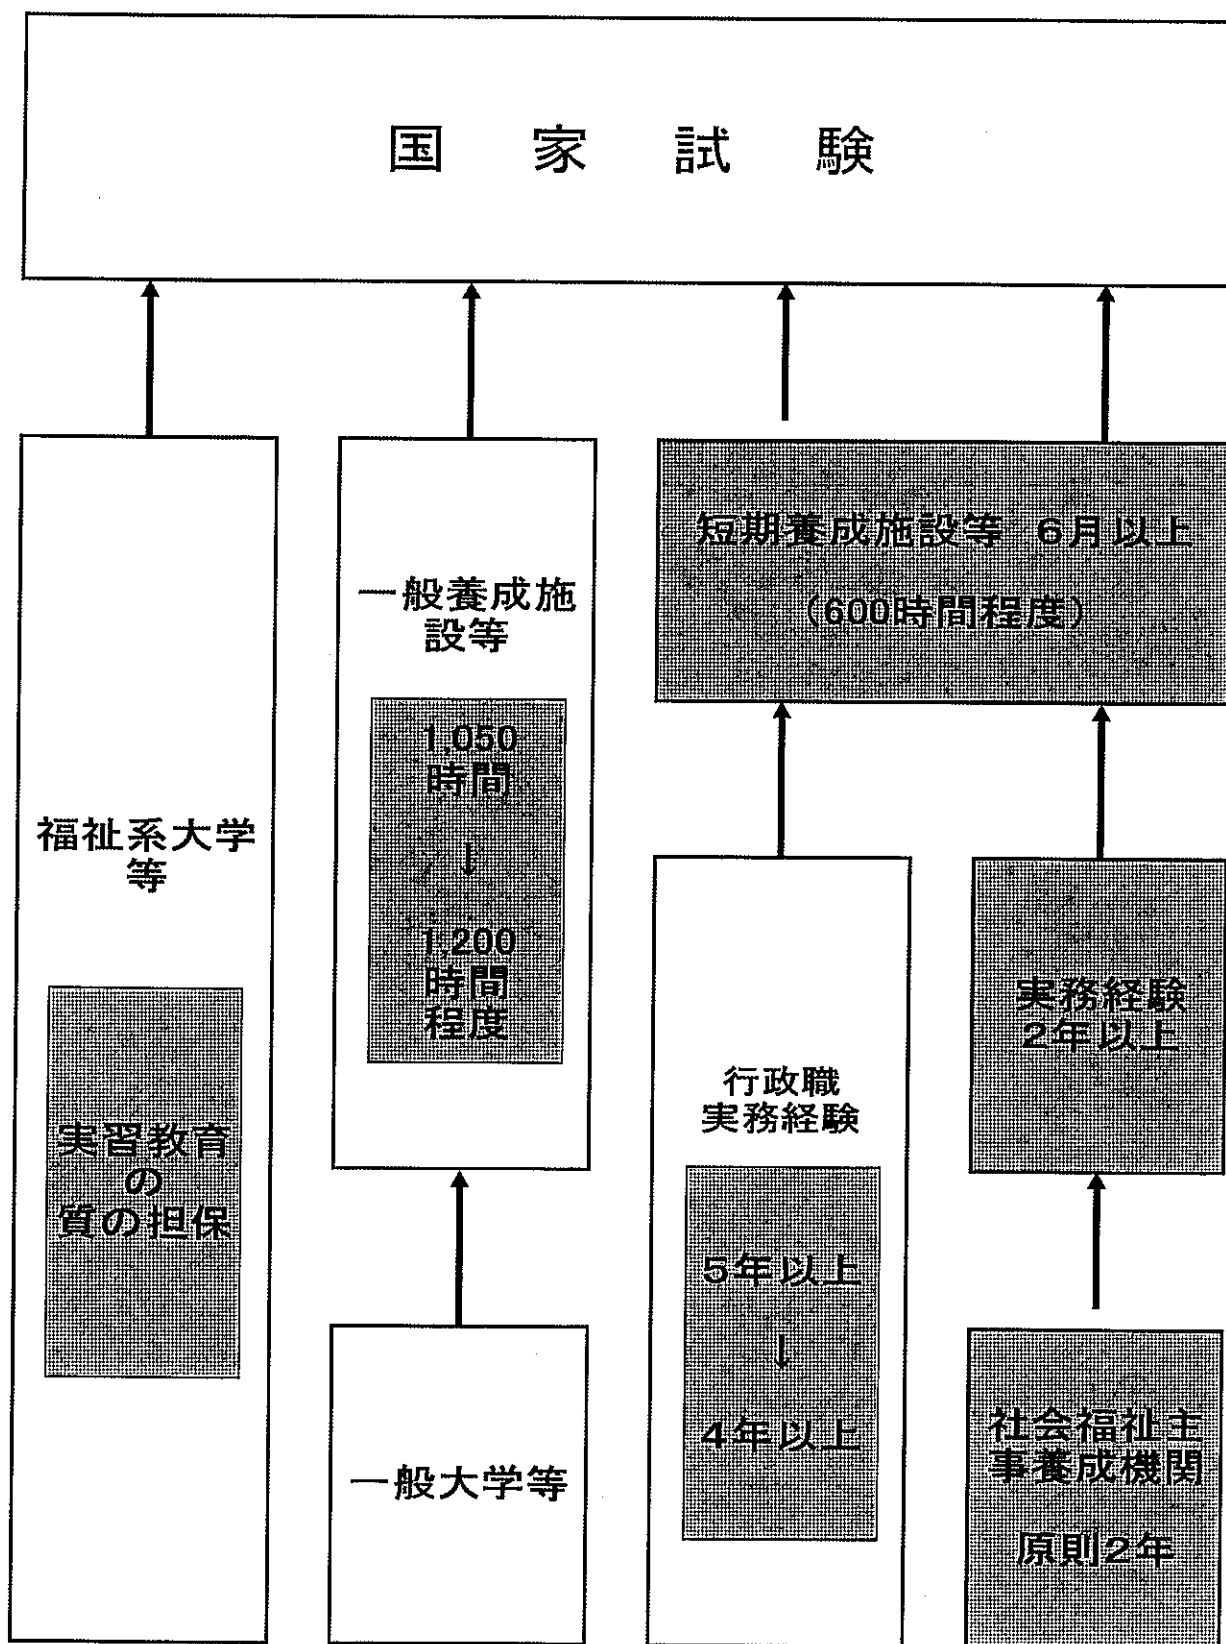 国家試験
福祉系大学
等
実習教育
の
質の担保
一般養成施
設等
1,050
時間
↓
1,200
時間
程度
一般大学等
短期養成施設等 6月以上
(600時間程度)
行政職
実務経験
5年以上
↓
4年以上
実務経験
2年以上
社会福祉主
事養成機関
原則2年